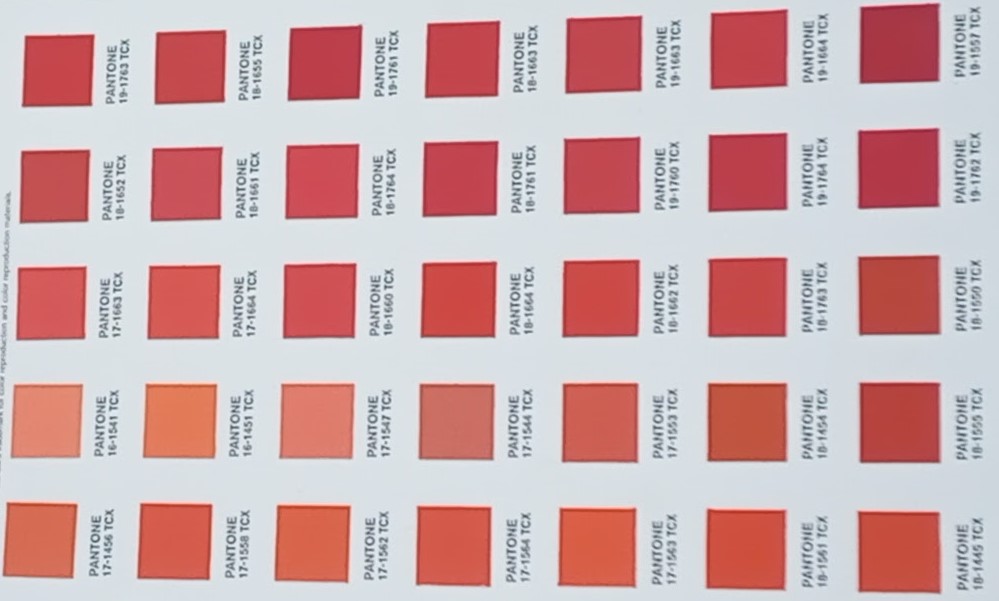 trademark for color reproduction and color reproduction materials.
PANTONE
17-1456 TCX
PANTONE
16-1541 TCX
PANTONE
17-1663 TCX
PANTONE
18-1652 TCX
PANTONE
19-1763 TCX
PANTONE
17-1558 TCX
PANTONE
16-1451 TCX
PANTONE
17-1664 TCX
PANTONE
18-1661 TCX
PANTONE
18-1655 TCX
PANTONE
17-1562 TCX
PANTONE
17-1547 TCX
PANTONE
18-1660 TCX
PANTONE
18-1764 TCX
PANTONE
19-1761 TCX
PANTONE
17-1564 TCX
PANTONE
17-1544 TCX
PANTONE
18-1664 TCX
PANTONE
18-1761 TCX
PANTONE
18-1663 TCX
PANTONE
17-1563 TCX
PANTONE
17-1553 TCX
PANTONE
18-1662 TCX
PANTONE
19-1760 TCX
PANTONE
19-1663 TCX
PANTONE
18-1561 TCX
PANTONE
18-1454 TCX
PANTONE
18-1763 TCX
PANTONE
19-1764 TCX
PANTONE
19-1664 TCX
PANTONE
18-1445 TCX
PANTONE
18-1555 TCX
PANTONE
18-1550 TCX
PANTONE
19-1762 TCX
PANTONE
19-1557 TCX